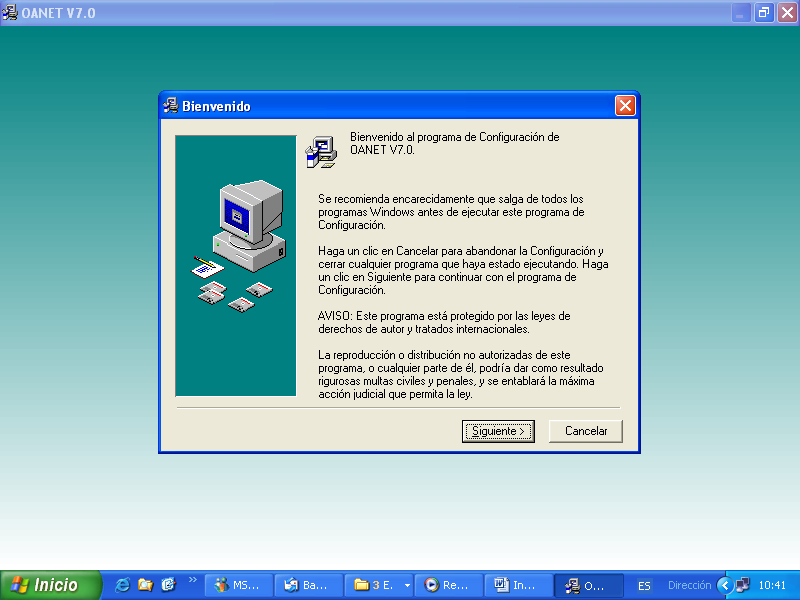 OANET V7.0
Bienvenido
Bienvenido al programa de Configuración de
OANET V7.0.
Se recomienda encarecidamente que salga de todos los
programas Windows antes de ejecutar este programa de
Configuración.
Haga un clic en Cancelar para abandonar la Configuración y
cerrar cualquier programa que haya estado ejecutando. Haga
un clic en Siguiente para continuar con el programa de
Configuración.
AVISO: Este programa está protegido por las leyes de
derechos de autor y tratados internacionales.
La reproducción o distribución no autorizadas de este
programa, o cualquier parte de él, podría dar como resultado
rigurosas multas civiles y penales, y se entablará la máxima
acción judicial que permita la ley.
Siguiente >
Cancelar
Inicio
»
MS...
Ba...
3 E.
Re...
In...
O...
ES
Dirección
10:41